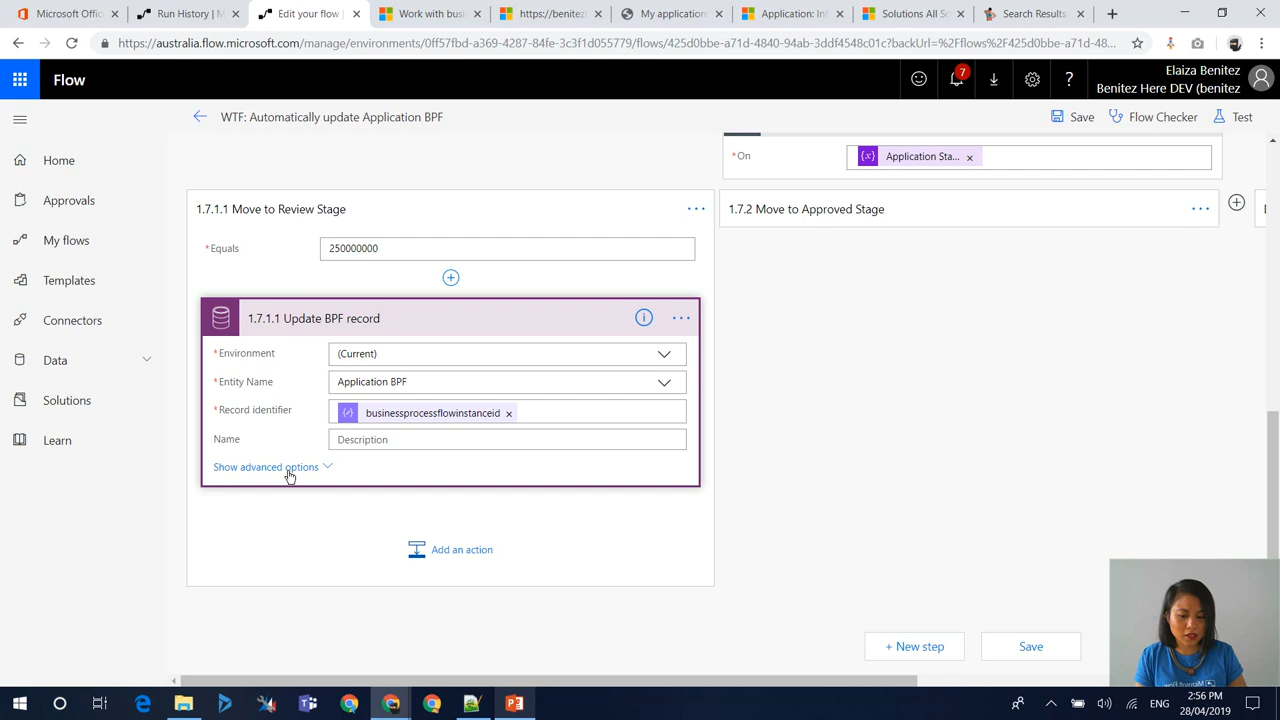 Microsoft Offic
Run History | M
Edit your flow |
Work with busi
https://benitez
My application
Application: Inf
Solutions All So
Search Results
https://australia.flow.microsoft.com/manage/environments/0ff57fbd-a369-4287-84fe-3c3f1d055779/flows/425d0bbe-a71d-4840-94ab-3ddf4548c01c?backUrl=%2Fflows%2F425d0bbe-a71d-48...
Flow
7
?
Elaiza Benitez
Benitez Here DEV (benitez
WTF: Automatically update Application BPF
Save
Flow Checker
Test
Home
Approvals
My flows
Templates
Connectors
Data
Solutions
Learn
*On
Application Sta... ×
1.7.1.1 Move to Review Stage
1.7.2 Move to Approved Stage
*Equals
250000000
1.7.1.1 Update BPF record
*Environment
(Current)
*Entity Name
Application BPF
*Record identifier
businessprocessflowinstanceid ×
Name
Description
Show advanced options
Add an action
+ New step
Save
ENG
2:56 PM
28/04/2019